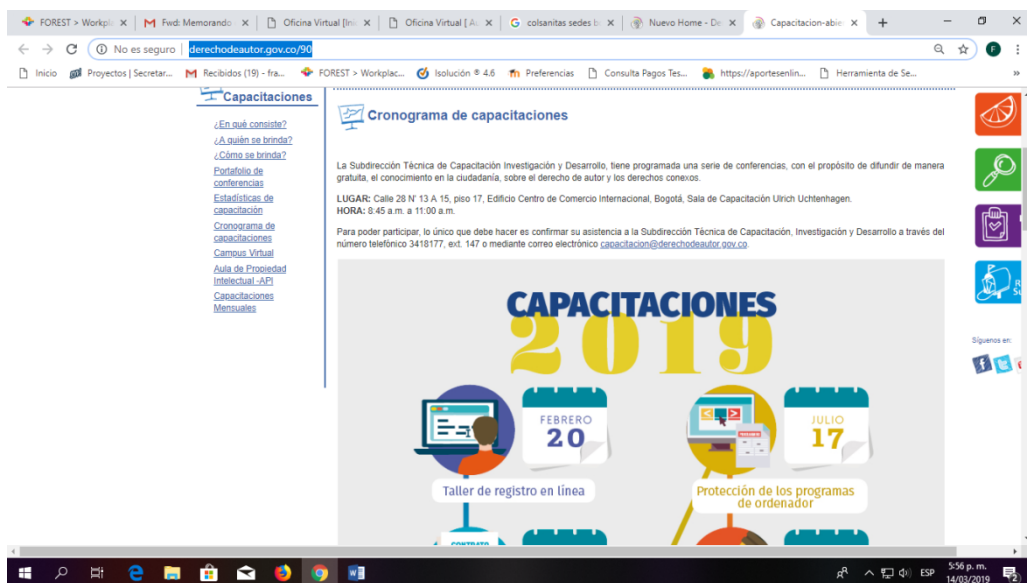 FOREST > Workpla
Fwd: Memorando
Oficina Virtual [Inic
Oficina Virtual [ Au
colsanitas sedes bo
Nuevo Home - De
Capacitacion-abie
No es seguro | derechodeautor.gov.co/90
Inicio
Proyectos | Secretar...
Recibidos (19) - fra...
FOREST > Workplac...
Isolución ® 4.6
Preferencias
Consulta Pagos Tes...
https://aportesenlin...
Herramienta de Se...
Capacitaciones
¿En qué consiste?
¿A quién se brinda?
¿Cómo se brinda?
Portafolio de
conferencias
Estadísticas de
capacitación
Cronograma de
capacitaciones
Campus Virtual
Aula de Propiedad
Intelectual -API
Capacitaciones
Mensuales
Cronograma de capacitaciones
La Subdirección Técnica de Capacitación Investigación y Desarrollo, tiene programada una serie de conferencias, con el propósito de difundir de manera
gratuita, el conocimiento en la ciudadanía, sobre el derecho de autor y los derechos conexos.
LUGAR: Calle 28 N° 13 A 15, piso 17, Edificio Centro de Comercio Internacional, Bogotá, Sala de Capacitación Ulrich Uchtenhagen.
HORA: 8:45 a.m. a 11:00 a.m.
Para poder participar, lo único que debe hacer es confirmar su asistencia a la Subdirección Técnica de Capacitación, Investigación y Desarrollo a través del
número telefónico 3418177, ext. 147 o mediante correo electrónico capacitacion@derechodeautor.gov.co.
CAPACITACIONES
2019
FEBRERO
20
Taller de registro en línea
JULIO
17
Protección de los programas
de ordenador
CONTRATO
Síguenos en:
ESP
5:56 p. m.
14/03/2019